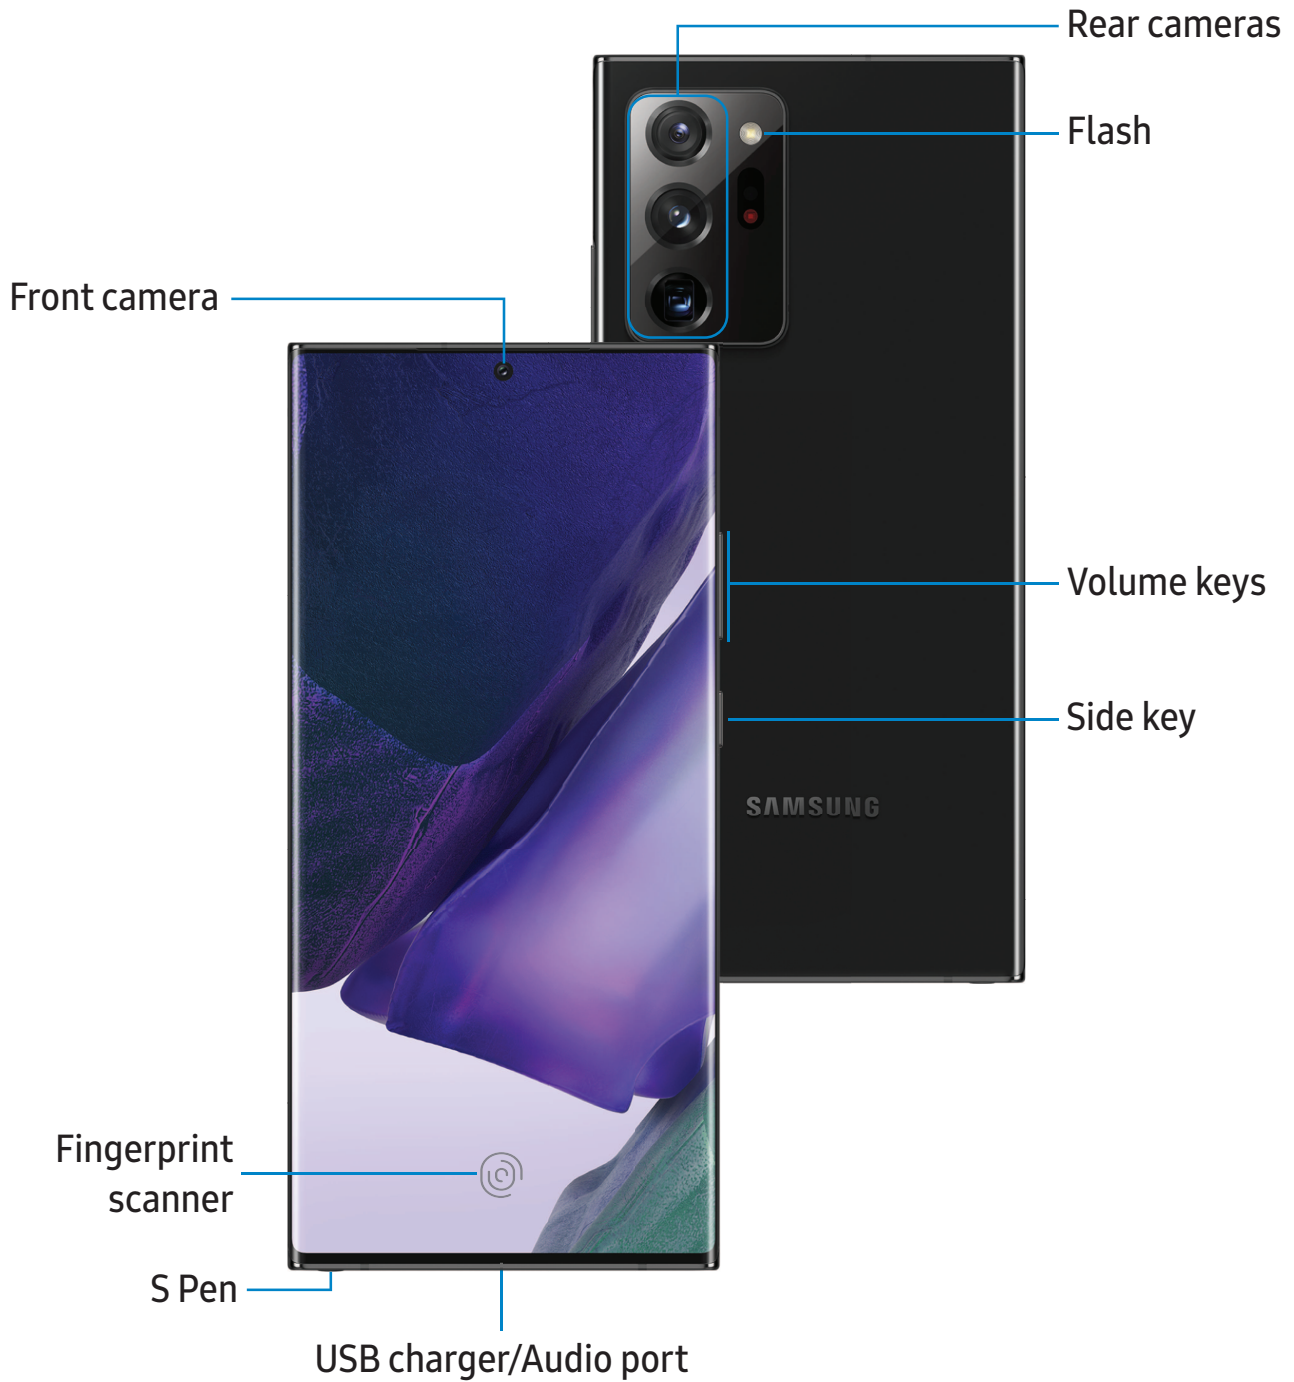 Rear cameras
Flash
Front camera
Volume keys
Side key
SAMSUNG
Fingerprint
scanner
S Pen
USB charger/Audio port